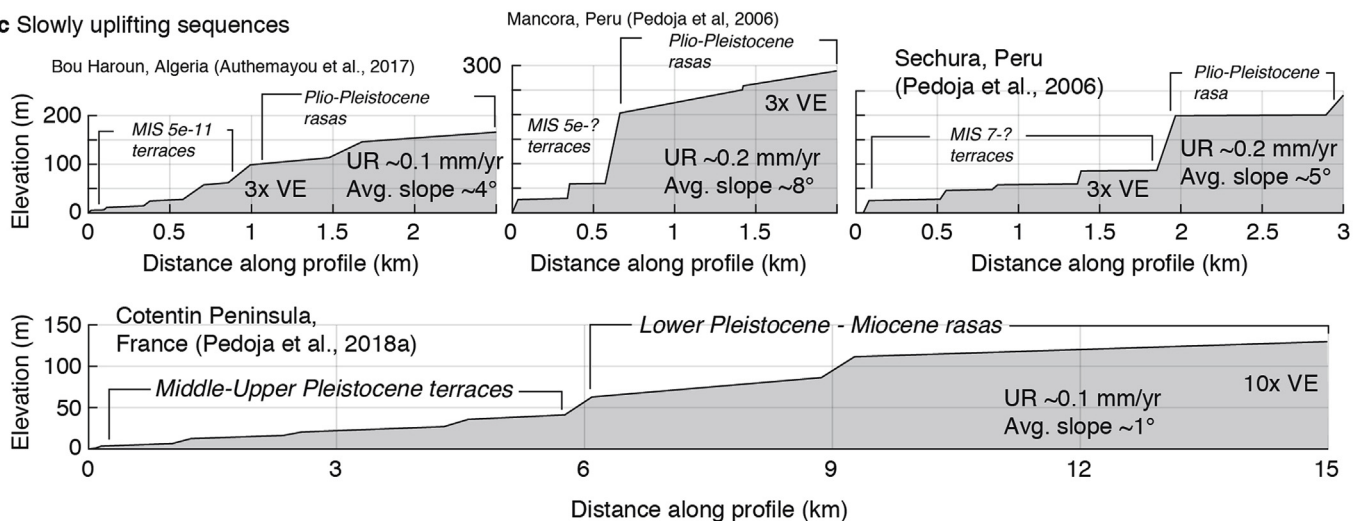 c Slowly uplifting sequences
Bou Haroun, Algeria (Authemayou et al., 2017)
Elevation (m)
200
100
0
MIS 5e-11
terraces
Plio-Pleistocene
rasas
3x VE
UR ~0.1 mm/yr
Avg. slope ~4°
0 0.5 1 1.5 2
Distance along profile (km)
Mancora, Peru (Pedoja et al, 2006)
300
Plio-Pleistocene
rasas
3x VE
MIS 5e-?
terraces
UR ~0.2 mm/yr
Avg. slope ~8°
0 0.5 1 1.5
Distance along profile (km)
Sechura, Peru
(Pedoja et al., 2006)
Plio-Pleistocene
rasa
MIS 7-?
terraces
3x VE
UR ~0.2 mm/yr
Avg. slope ~5°
0 0.5 1 1.5 2 2.5 3
Distance along profile (km)
Elevation (m)
150
100
50
0
Cotentin Peninsula,
France (Pedoja et al., 2018a)
Middle-Upper Pleistocene terraces
Lower Pleistocene - Miocene rasas
10x VE
UR ~0.1 mm/yr
Avg. slope ~1°
0 3 6 9 12 15
Distance along profile (km)